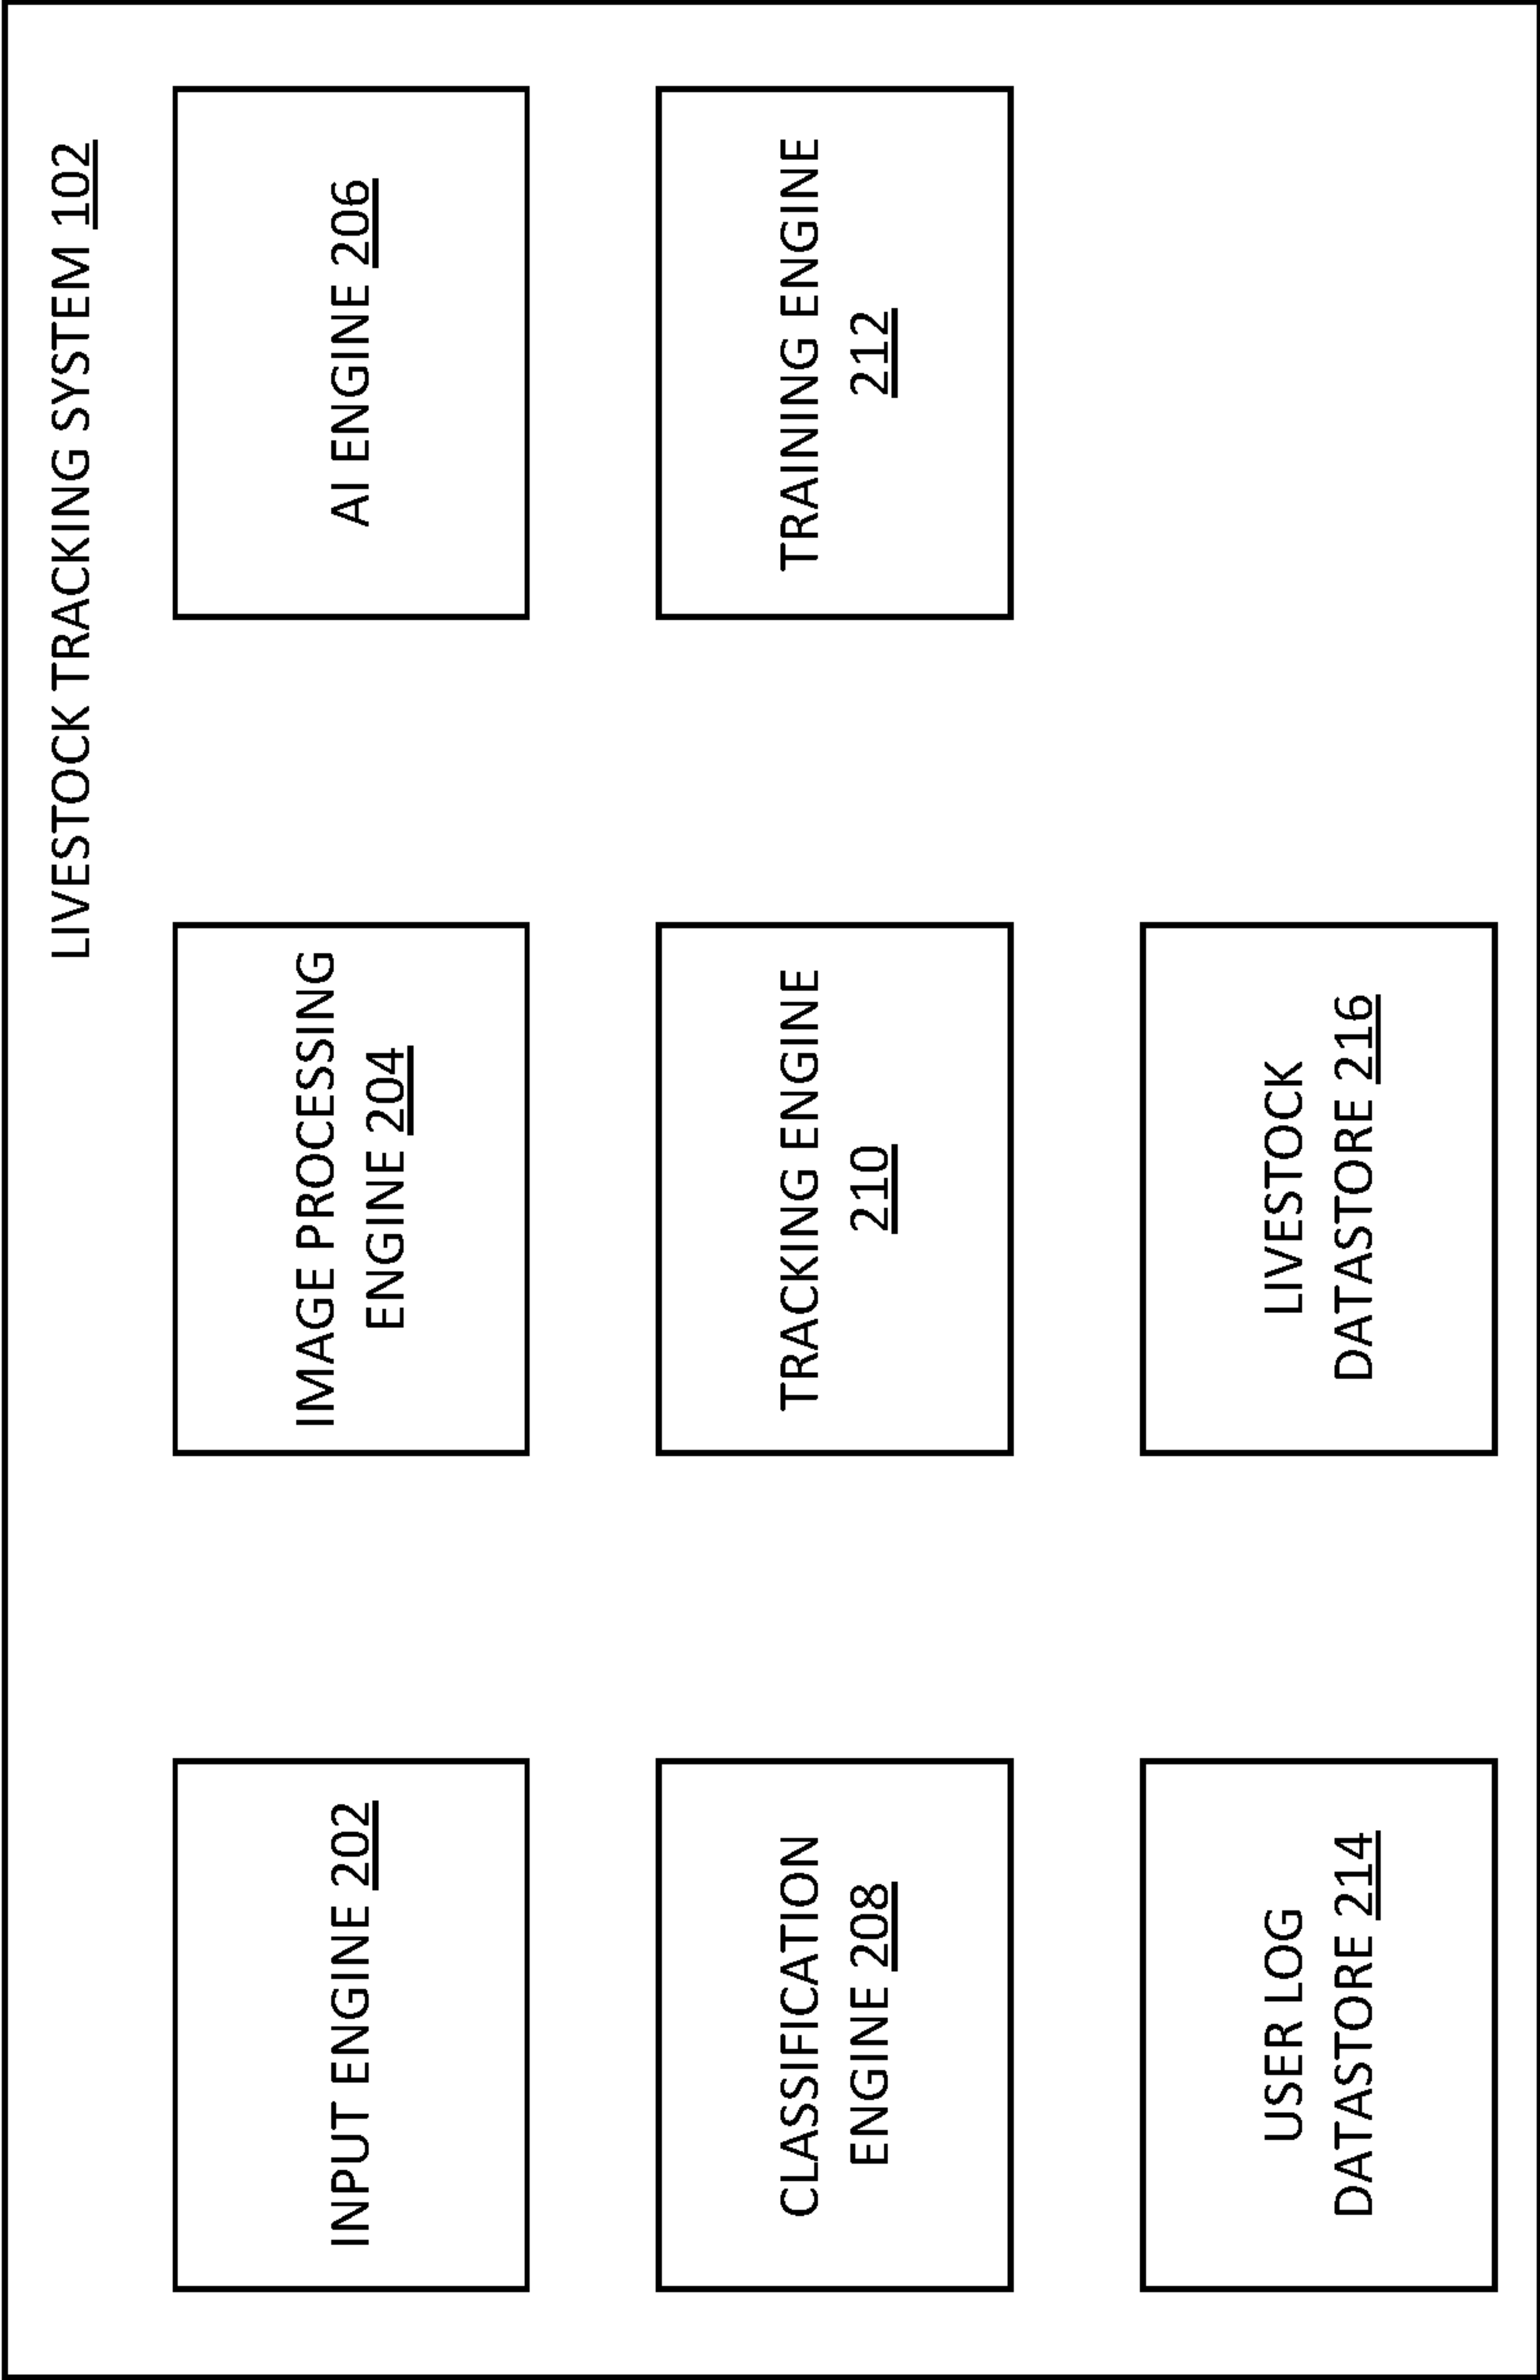 LIVESTOCK TRACKING SYSTEM 102
INPUT ENGINE 202
IMAGE PROCESSING
ENGINE 204
AI ENGINE 206
CLASSIFICATION
ENGINE 208
TRACKING ENGINE
210
TRAINING ENGINE
212
USER LOG
DATASTORE 214
LIVESTOCK
DATASTORE 216